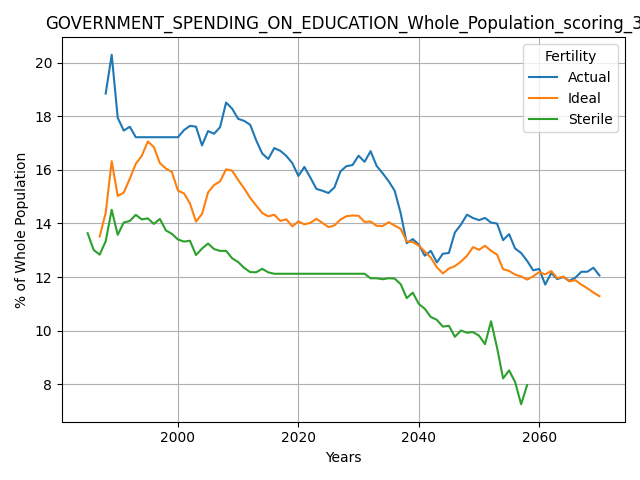 GOVERNMENT_SPENDING_ON_EDUCATION_Whole_Population_scoring_3
Fertility
Actual
Ideal
Sterile
% of Whole Population
20
18
16
14
12
10
8
2000 2020 2040 2060
Years